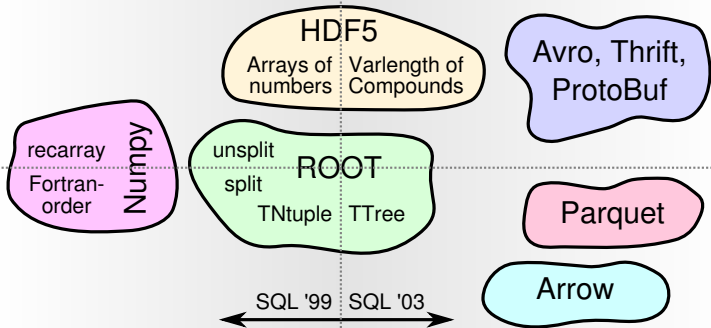 HDF5
Arrays of
numbers
Varlength of
Compounds
Avro, Thrift,
ProtoBuf
recarray
Fortran-
order
Numpy
unsplit
ROOT
split
TNtuple
TTree
Parquet
Arrow
SQL '99
SQL '03